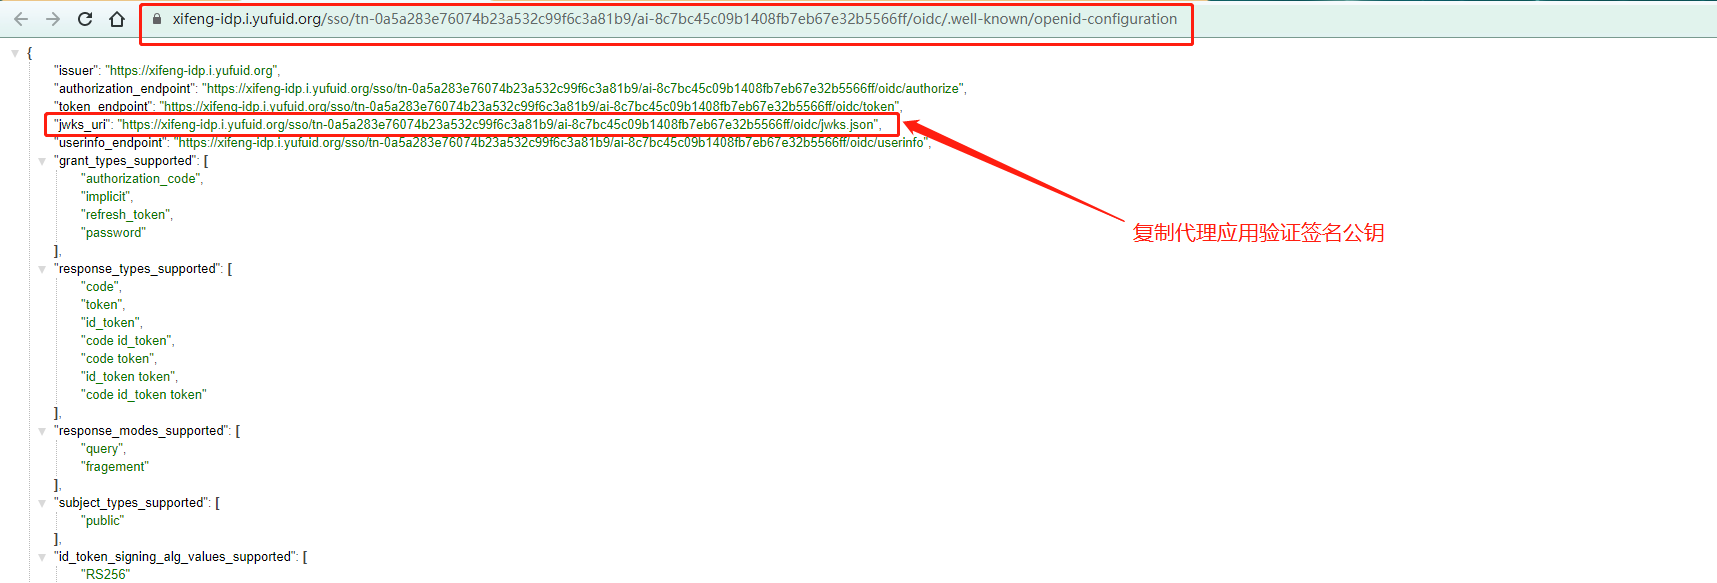 xifeng-idp.i.yufuid.org/sso/tn-0a5a283e76074b23a532c99f6c3a81b9/ai-8c7bc45c09b1408fb7eb67e32b5566ff/oidc/.well-known/openid-configuration
{
"issuer": "https://xifeng-idp.i.yufuid.org",
"authorization_endpoint": "https://xifeng-idp.i.yufuid.org/sso/tn-0a5a283e76074b23a532c99f6c3a81b9/ai-8c7bc45c09b1408fb7eb67e32b5566ff/oidc/authorize",
"token_endpoint": "https://xifeng-idp.i.yufuid.org/sso/tn-0a5a283e76074b23a532c99f6c3a81b9/ai-8c7bc45c09b1408fb7eb67e32b5566ff/oidc/token",
"jwks_uri": "https://xifeng-idp.i.yufuid.org/sso/tn-0a5a283e76074b23a532c99f6c3a81b9/ai-8c7bc45c09b1408fb7eb67e32b5566ff/oidc/jwks.json",
"userinfo_endpoint": "https://xifeng-idp.i.yufuid.org/sso/tn-0a5a283e76074b23a532c99f6c3a81b9/ai-8c7bc45c09b1408fb7eb67e32b5566ff/oidc/userinfo",
"grant_types_supported": [
"authorization_code",
"implicit",
"refresh_token",
"password"
],
复制代理应用验证签名公钥
"response_types_supported": [
"code",
"token",
"id_token",
"code id_token",
"code token",
"id_token token",
"code id_token token"
],
"response_modes_supported": [
"query",
"fragement"
],
"subject_types_supported": [
"public"
],
"id_token_signing_alg_values_supported": [
"RS256"